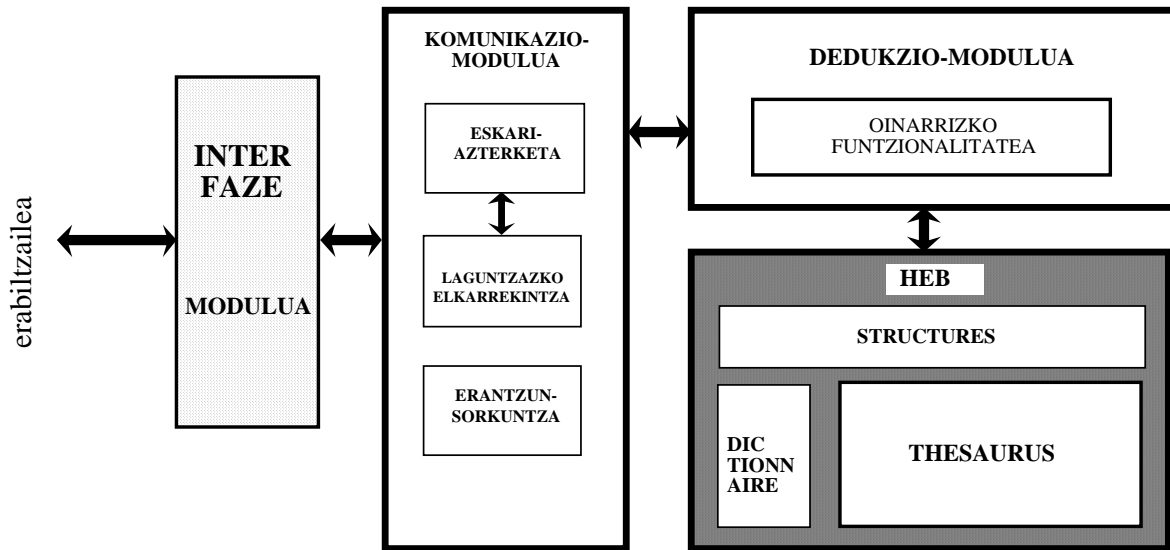 erabiltzailea
INTER
FAZE
MODULUA
KOMUNIKAZIO-
MODULUA
ESKARI-
AZTERKETA
LAGUNTZAZKO
ELKARREKINTZA
ERANTZUN-
SORKUNTZA
DEDUKZIO-MODULUA
OINARRIZKO
FUNTZIONALITATEA
HEB
STRUCTURES
DIC
TIONN
AIRE
THESAURUS